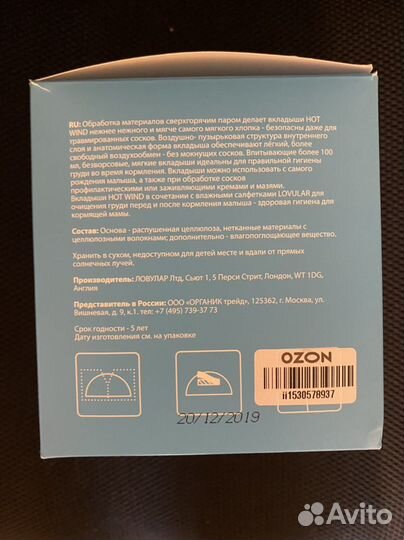 RU: Обработка материалов сверхгорячим паром делает вкладыши HOT
WIND нежнее нежного и мягче самого мягкого хлопка - безопасны даже для
травмированных сосков. Воздушно- пузырьковая структура внутреннего
слоя и анатомическая форма вкладыша обеспечивают лёгкий, более
свободный воздухообмен - без мокнущих сосков. Впитывающие более 100
мл, безворсовые, мягкие вкладыши идеальны для правильной гигиены
груди во время кормления. Вкладыши можно использовать с самого
рождения малыша, а также при обработке сосков
профилактическими или заживляющими кремами и мазями.
Вкладыши HOT WIND в сочетании с влажными салфетками LOVULAR для
очищения груди перед и после кормления малыша - здоровая гигиена для
кормящей мамы.
Состав: Основа - распушенная целлюлоза, нетканные материалы с
целлюлозными волокнами; дополнительно - влагопоглощающее вещество.
Хранить в сухом, недоступном для детей месте и вдали от прямых
солнечных лучей.
Производитель: ЛОВУЛАР Лтд, Сьют 1, 5 Перси Стрит, Лондон, WT 1DG,
Англия
Представитель в России: ООО «ОРГАНИК трейд», 125362, г. Москва, ул.
Вишневая, д. 9, к.1. тел: +7 (495) 739-37 73
Срок годности - 5 лет
Дату изготовления см. на упаковке
OZON
ii1530578937
20/12/2019
Avito